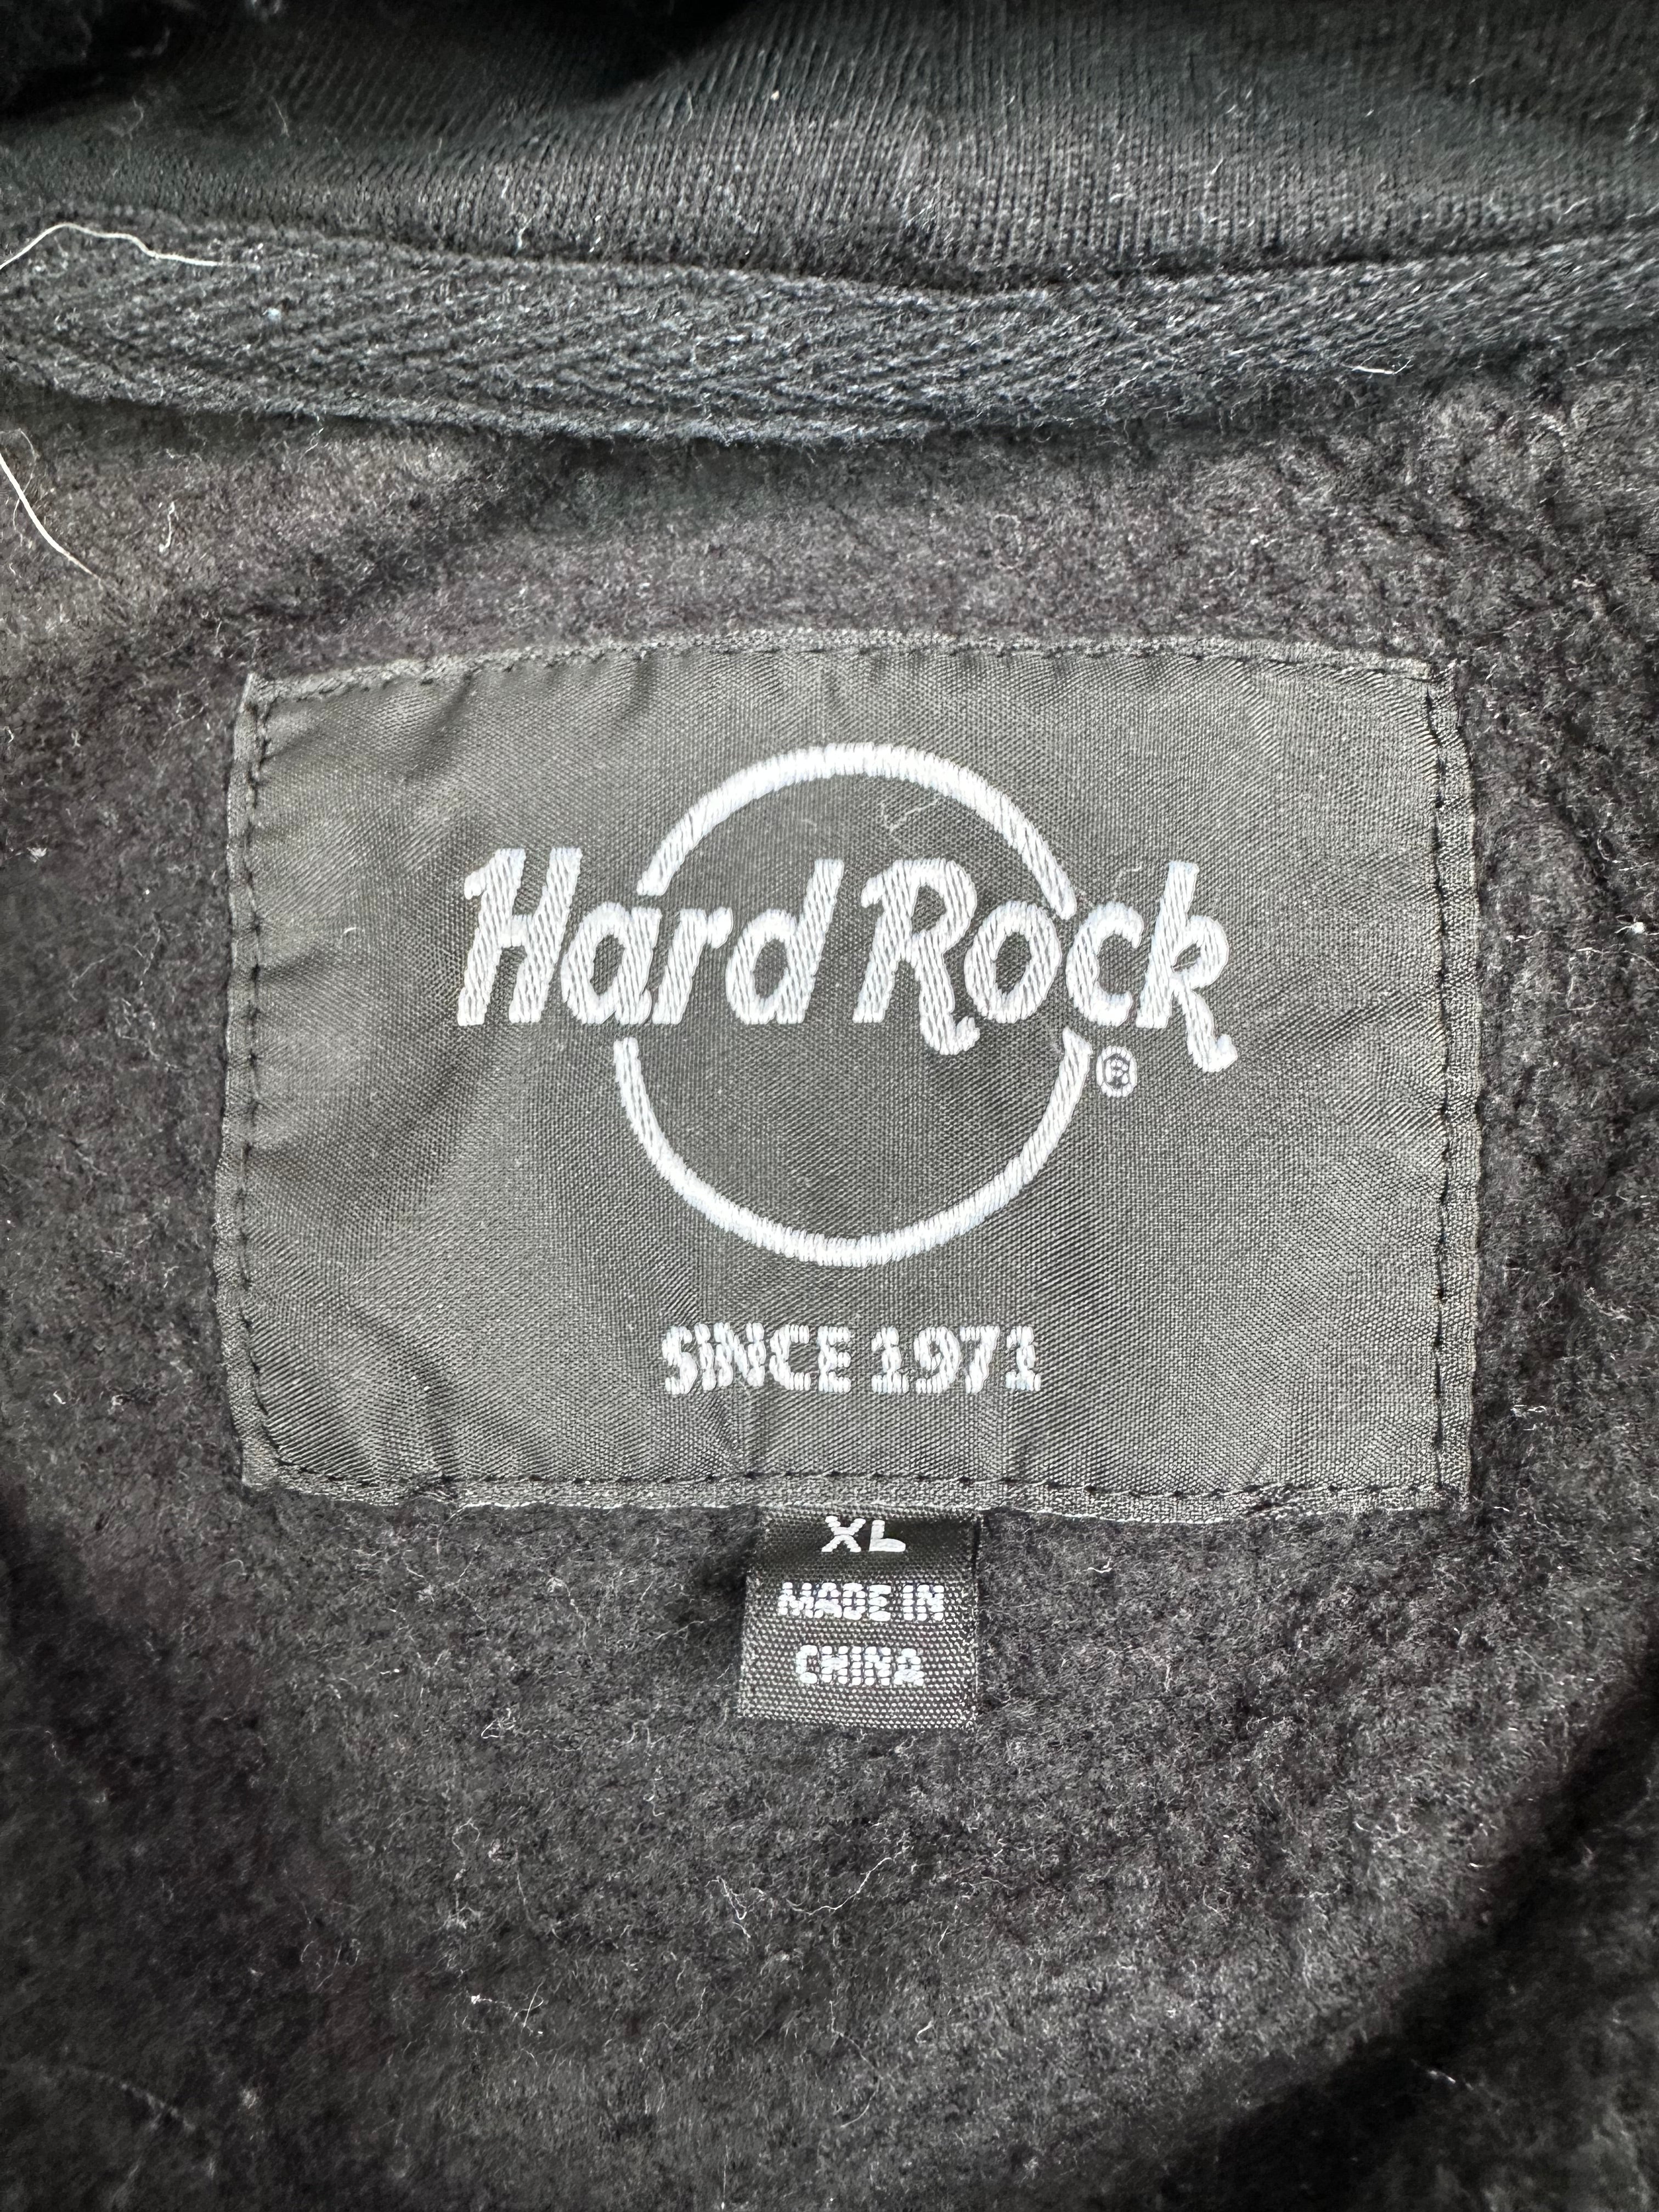 Hard Rock
®
SINCE 1971
XL
MADE IN
CHINA